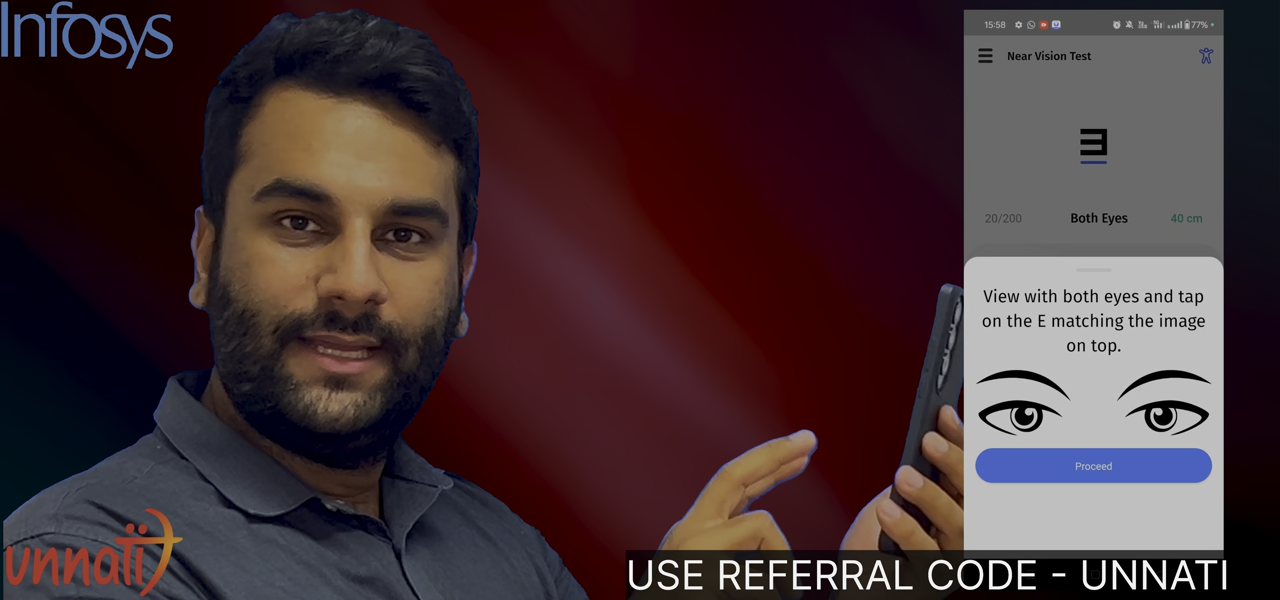 Infosys
15:58
77%
Near Vision Test
20/200
Both Eyes
40 cm
View with both eyes and tap
on the E matching the image
on top.
Proceed
unnati
USE REFERRAL CODE - UNNATI